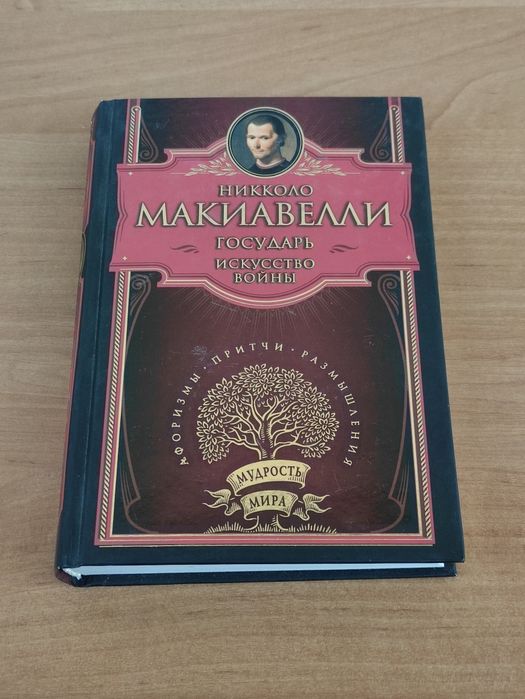 НИККОЛО
МАКИАВЕЛЛИ
ГОСУДАРЬ
ИСКУССТВО
ВОЙНЫ
АФОРИЗМЫ · ПРИТЧИ · РАЗМЫШЛЕНИЯ
МУДРОСТЬ
МИРА